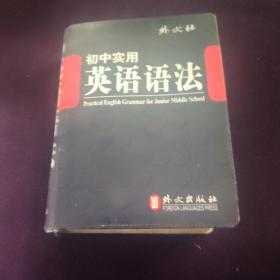 外文社
初中实用
英语语法
Practical English Grammar for Junior Middle School
外文出版社
FOREIGN LANGUAGES PRESS